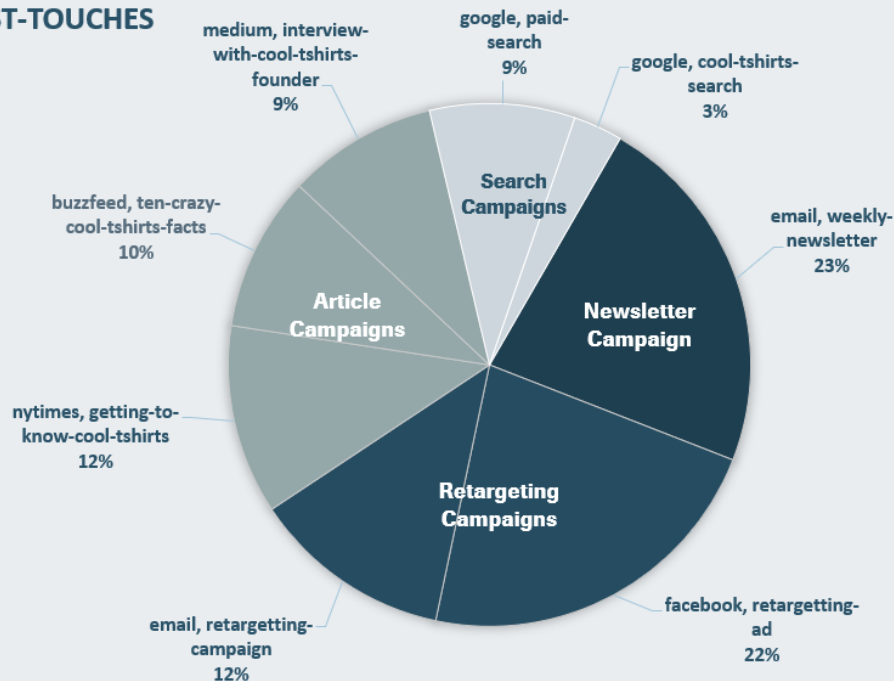 ST-TOUCHES
medium, interview-
with-cool-tshirts-
founder
9%
google, paid-
search
9%
google, cool-tshirts-
search
3%
Search
Campaigns
buzzfeed, ten-crazy-
cool-tshirts-facts
10%
email, weekly-
newsletter
23%
Article
Campaigns
Newsletter
Campaign
nytimes, getting-to-
know-cool-tshirts
12%
Retargeting
Campaigns
email, retargetting-
campaign
12%
facebook, retargetting-
ad
22%